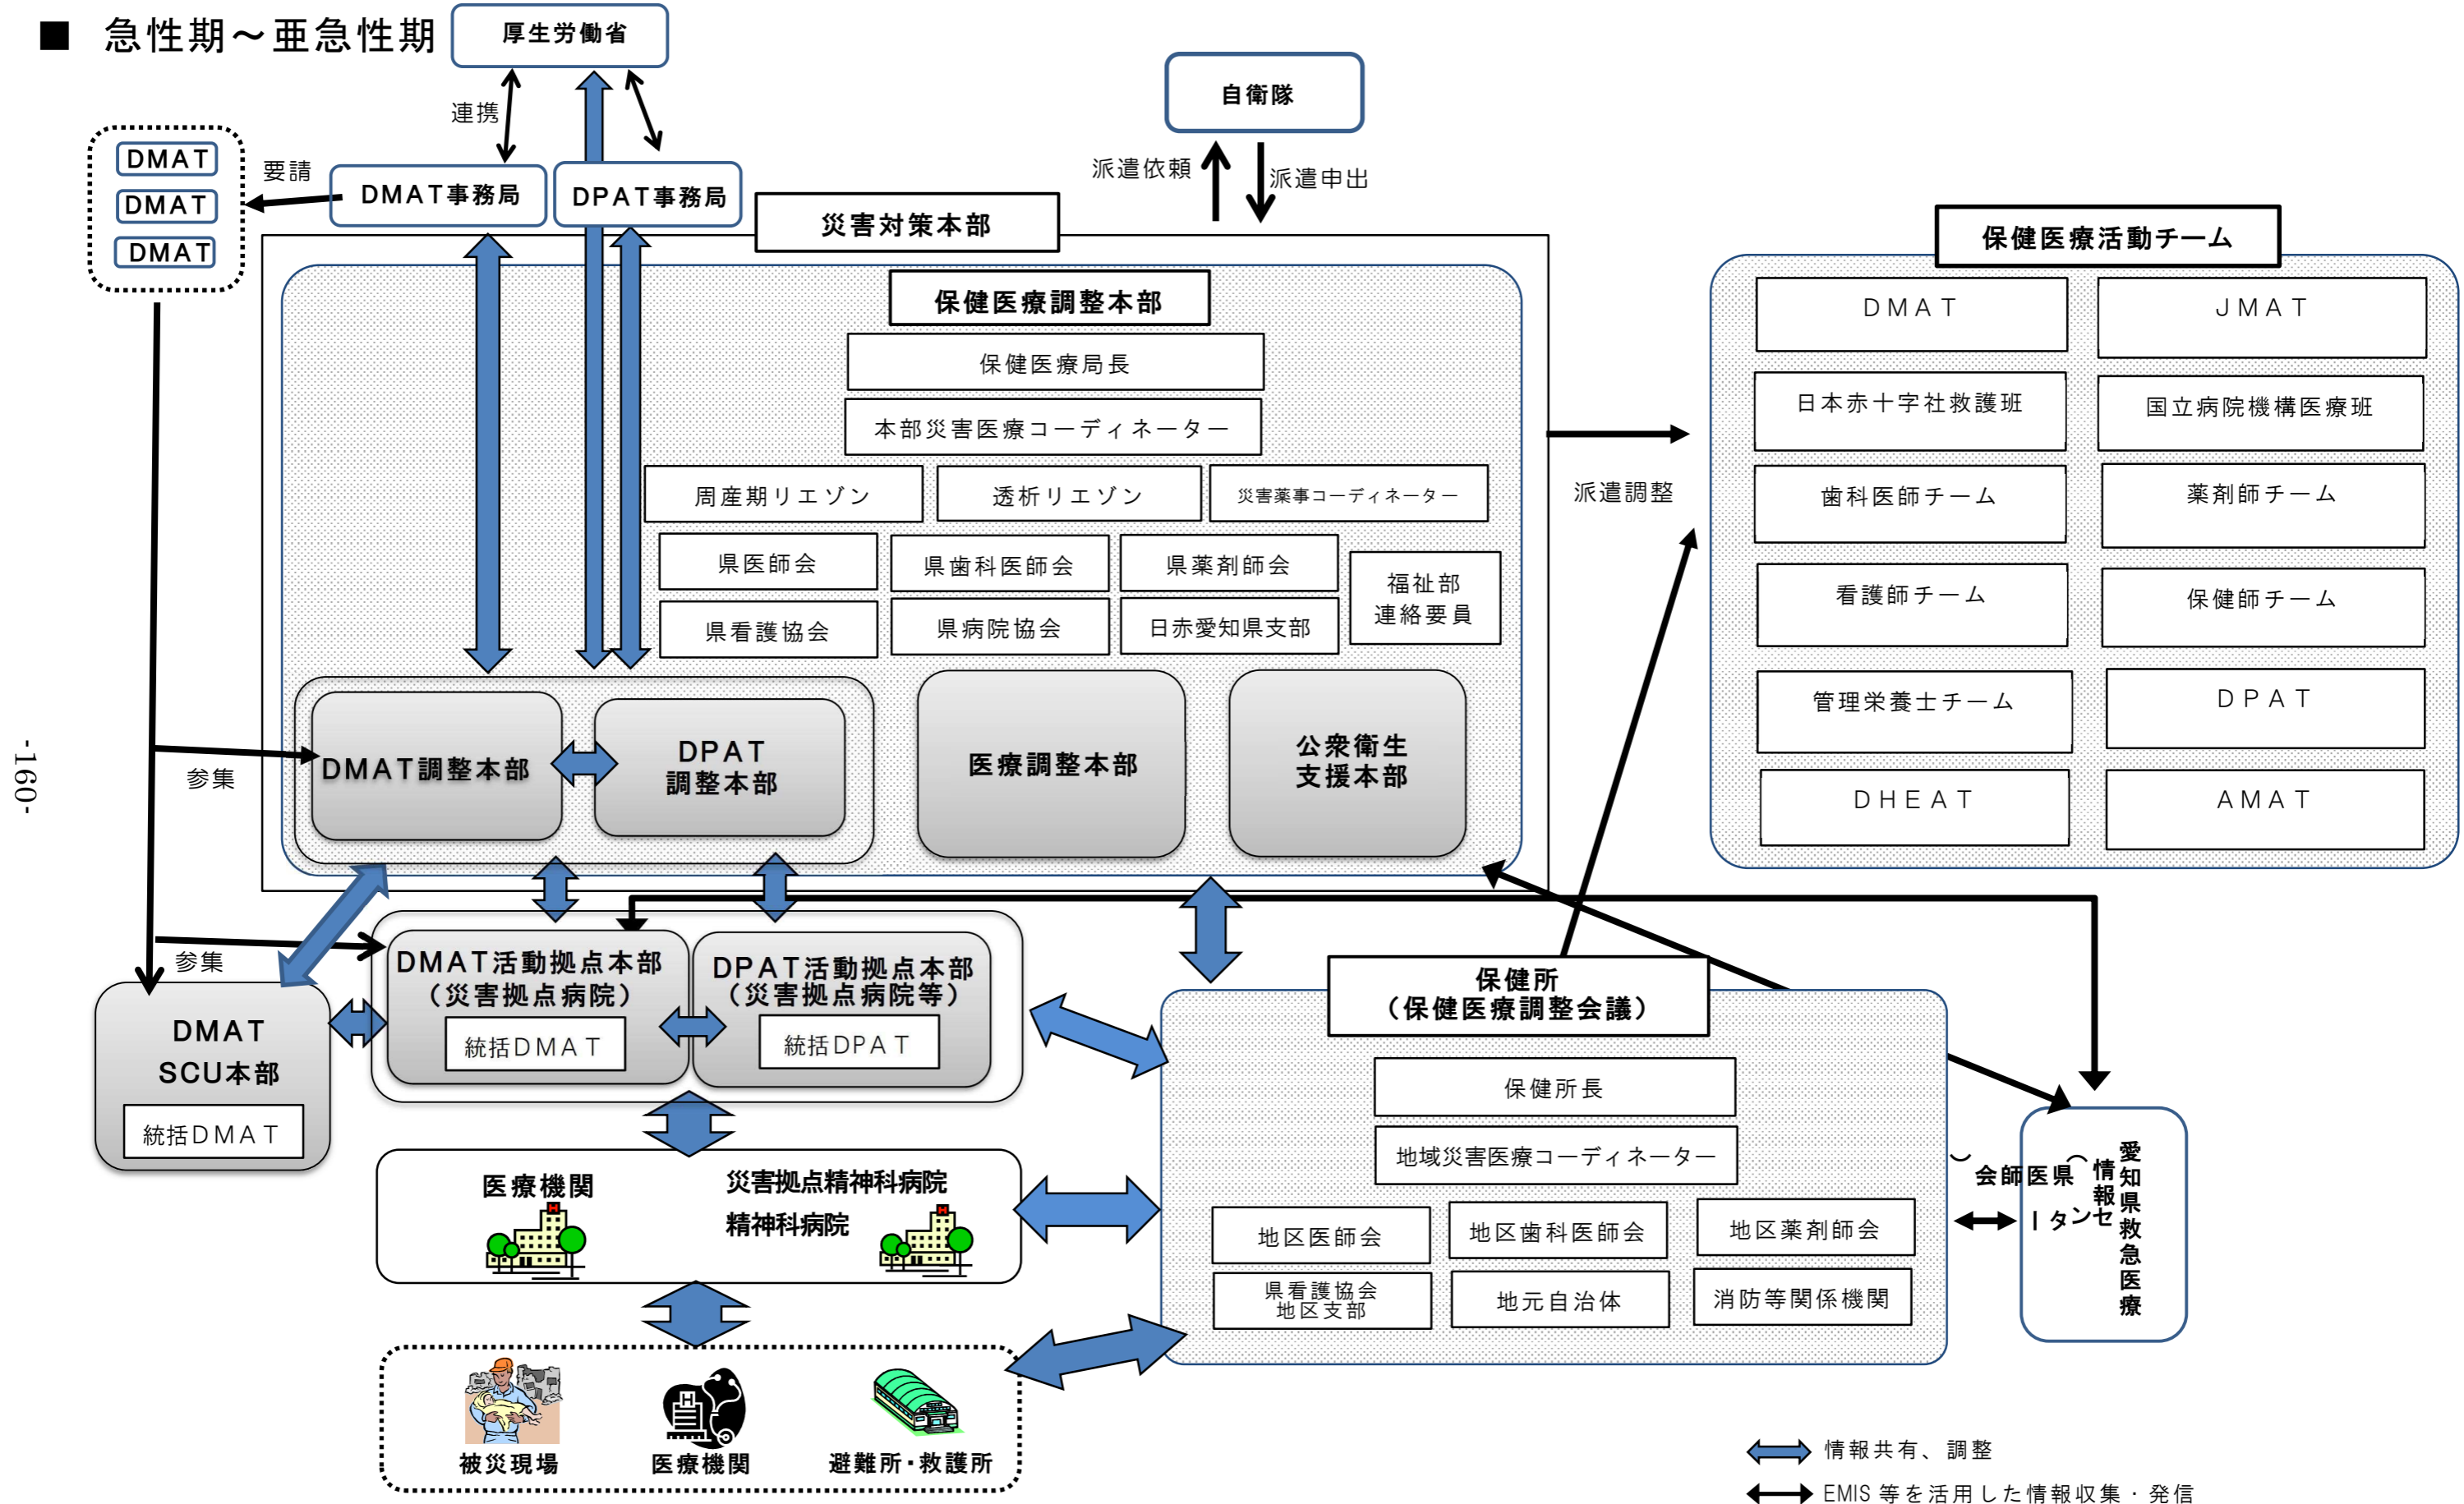 ■ 急性期～亜急性期
厚生労働省
連携
自衛隊
派遣依頼
派遣申出
DMAT
DMAT
DMAT
要請
DMAT事務局
DPAT事務局
災害対策本部
保健医療調整本部
保健医療局長
本部災害医療コーディネーター
周産期リエゾン
透析リエゾン
災害薬事コーディネーター
県医師会
県歯科医師会
県薬剤師会
福祉部
連絡要員
県看護協会
県病院協会
日赤愛知県支部
DMAT調整本部
DPAT
調整本部
医療調整本部
公衆衛生
支援本部
派遣調整
保健医療活動チーム
DMAT
JMAT
日本赤十字社救護班
国立病院機構医療班
歯科医師チーム
薬剤師チーム
看護師チーム
保健師チーム
管理栄養士チーム
DPAT
DHEAT
AMAT
参集
参集
DMAT
SCU本部
統括DMAT
DMAT活動拠点本部
（災害拠点病院）
統括DMAT
DPAT活動拠点本部
（災害拠点病院等）
統括DPAT
医療機関
災害拠点精神科病院
精神科病院
被災現場
医療機関
避難所・救護所
保健所
（保健医療調整会議）
保健所長
地域災害医療コーディネーター
地区医師会
地区歯科医師会
地区薬剤師会
県看護協会
地区支部
地元自治体
消防等関係機関
愛知県救急医療
情報センター
（県医師会）
情報共有、調整
EMIS 等を活用した情報収集・発信
-160-